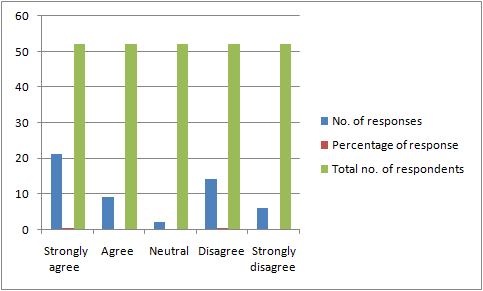 60
50
40
30
20
10
0
Strongly agree
Agree
Neutral
Disagree
Strongly disagree
No. of responses
Percentage of response
Total no. of respondents